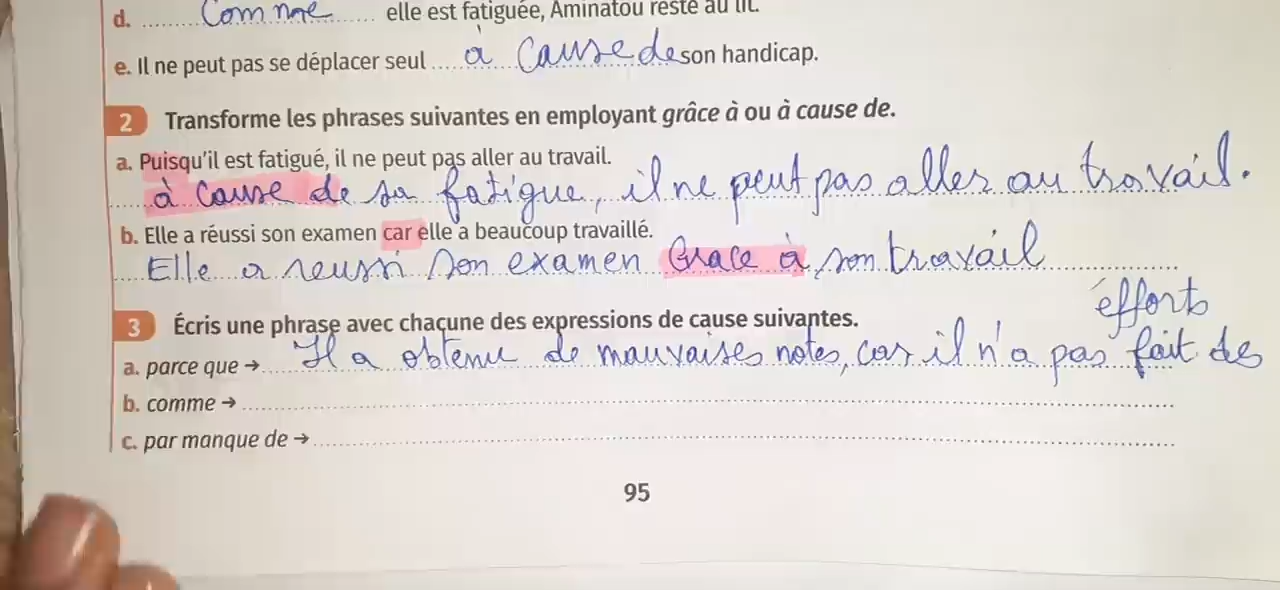 d. ......Comme...... elle est fatiguée, Aminatou reste au lit.
e. Il ne peut pas se déplacer seul ....à cause de son handicap.
2 Transforme les phrases suivantes en employant grâce à ou à cause de.
a. Puisqu'il est fatigué, il ne peut pas aller au travail.
à cause de sa fatigue, il ne peut pas aller au travail.
b. Elle a réussi son examen car elle a beaucoup travaillé.
Elle a reussi son examen Grace à son travail
3 Écris une phrase avec chacune des expressions de cause suivantes.
efforts
a. parce que → Il a obtenu de mauvaises notes, car il n'a pas fait des
b. comme →
c. par manque de →
95